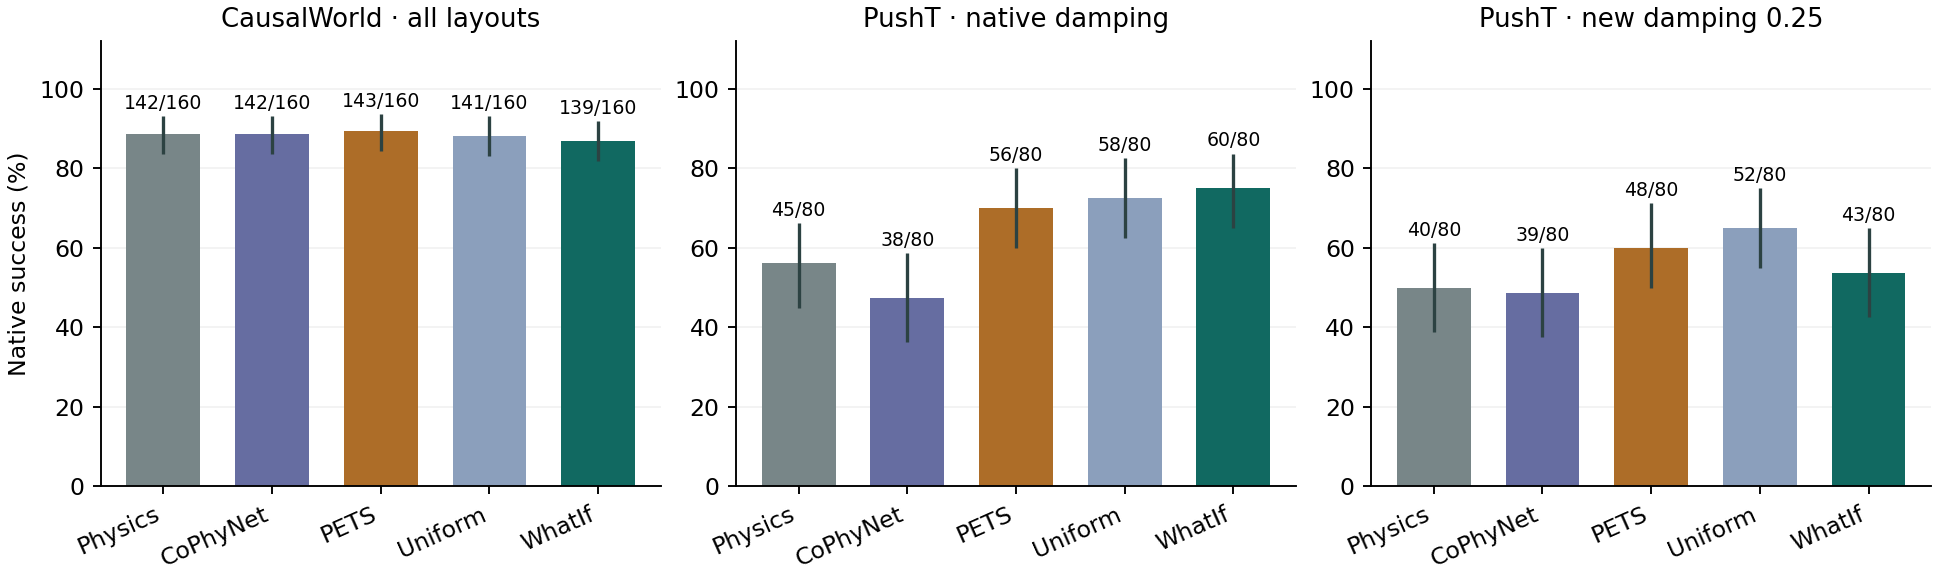 CausalWorld · all layouts
Native success (%)
100
80
60
40
20
0
142/160
142/160
143/160
141/160
139/160
Physics
CoPhyNet
PETS
Uniform
WhatIf
PushT · native damping
100
80
60
40
20
0
45/80
38/80
56/80
58/80
60/80
Physics
CoPhyNet
PETS
Uniform
WhatIf
PushT · new damping 0.25
100
80
60
40
20
0
40/80
39/80
48/80
52/80
43/80
Physics
CoPhyNet
PETS
Uniform
WhatIf